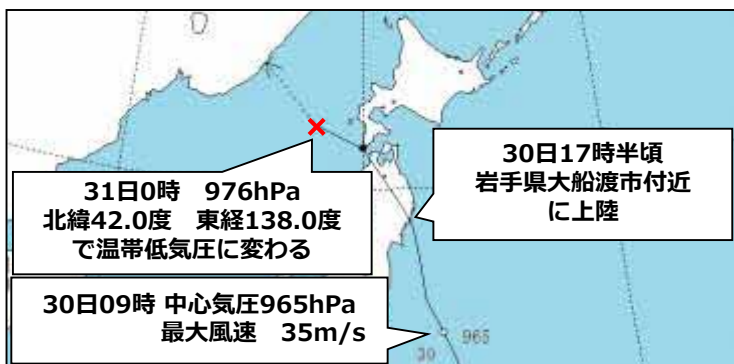 30日17時半頃
岩手県大船渡市付近
に上陸
31日0時 976hPa
北緯42.0度 東経138.0度
で温帯低気圧に変わる
30日09時 中心気圧965hPa
最大風速 35m/s
965
30